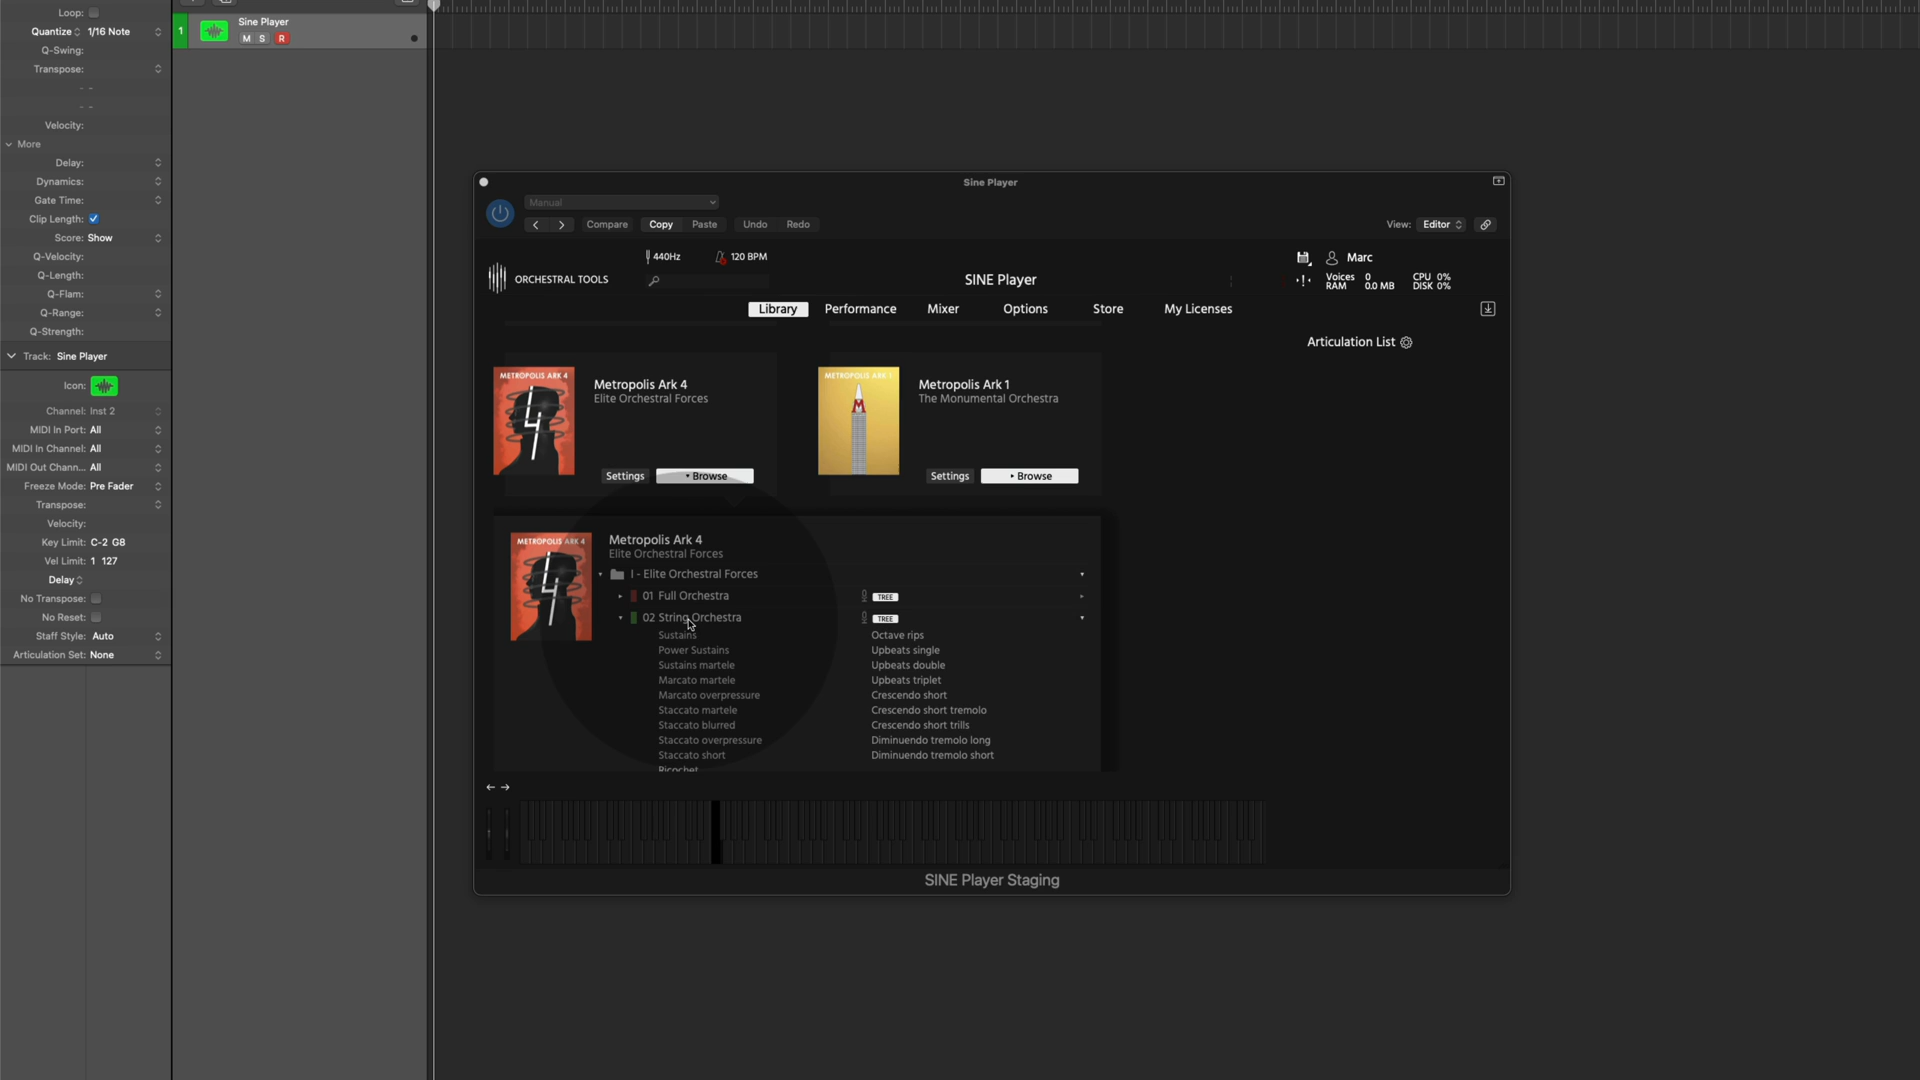 Loop:
Quantize 1/16 Note
Q-Swing:
Transpose:
- -
- -
Velocity:
More
Delay:
Dynamics:
Gate Time:
Clip Length:
Score: Show
Q-Velocity:
Q-Length:
Q-Flam:
Q-Range:
Q-Strength:
Track: Sine Player
Icon:
Channel: Inst 2
MIDI In Port: All
MIDI In Channel: All
MIDI Out Chann... All
Freeze Mode: Pre Fader
Transpose:
Velocity:
Key Limit: C-2 G8
Vel Limit: 1 127
Delay
No Transpose:
No Reset:
Staff Style: Auto
Articulation Set: None
1
Sine Player
M S R
Sine Player
Manual
Compare Copy Paste Undo Redo
View: Editor
440Hz 120 BPM
ORCHESTRAL TOOLS
SINE Player
Marc
Voices 0 CPU 0%
RAM 0.0 MB DISK 0%
Library Performance Mixer Options Store My Licenses
Articulation List
METROPOLIS ARK 4
4
Metropolis Ark 4
Elite Orchestral Forces
Settings Browse
METROPOLIS ARK 1
M
Metropolis Ark 1
The Monumental Orchestra
Settings Browse
METROPOLIS ARK 4
4
Metropolis Ark 4
Elite Orchestral Forces
I - Elite Orchestral Forces
01 Full Orchestra TREE
02 String Orchestra TREE
Sustains
Power Sustains
Sustains martele
Marcato martele
Marcato overpressure
Staccato martele
Staccato blurred
Staccato overpressure
Staccato short
Ricochet
Octave rips
Upbeats single
Upbeats double
Upbeats triplet
Crescendo short
Crescendo short tremolo
Crescendo short trills
Diminuendo tremolo long
Diminuendo tremolo short
SINE Player Staging